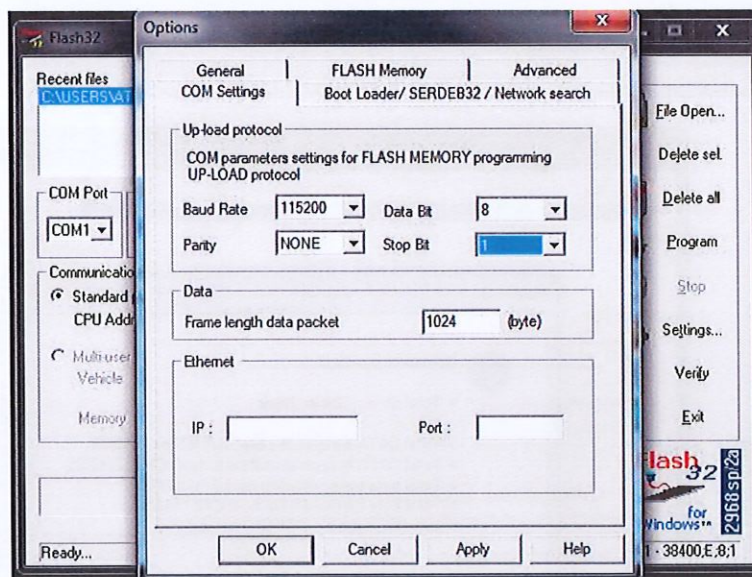 Flash32
Options
Recent files
C:\USERS\AT
General
FLASH Memory
Advanced
COM Settings
Boot Loader/ SERDEB32 / Network search
Up-load protocol
COM parameters settings for FLASH MEMORY programming
UP-LOAD protocol
Baud Rate 115200 Data Bit 8
Parity NONE Stop Bit 1
Data
Frame length data packet 1024 (byte)
Ethernet
IP : Port :
OK Cancel Apply Help
COM Port
COM1
Communicatio
Standard
CPU Addr
Multi-user
Vehicle
Memory
Ready...
File Open...
Delete sel.
Delete all
Program
Stop
Settings...
Verify
Exit
lash
32
for
Windows™
2968sp/2a
1 - 38400,E,8;1